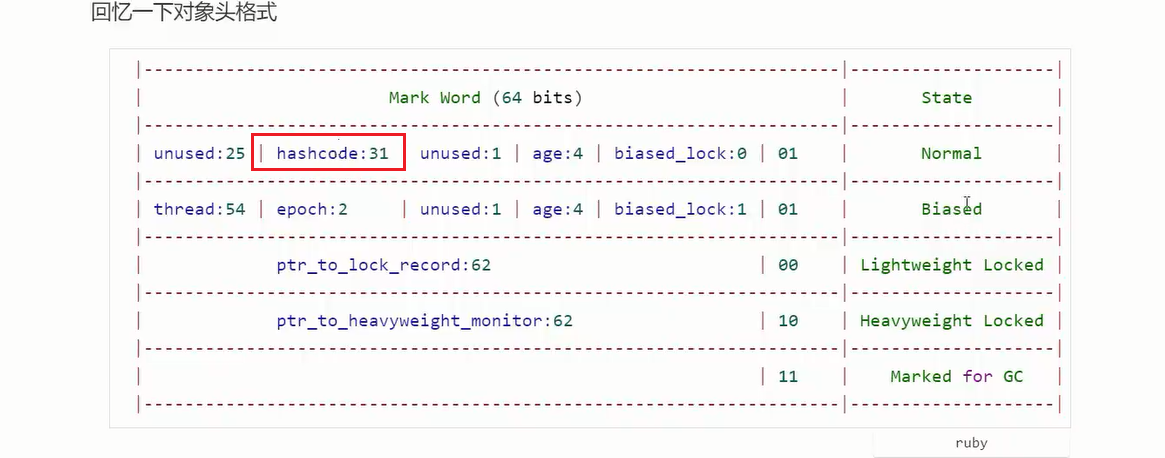 回忆一下对象头格式
|--------------------------------------------------------------------|--------------------|
| Mark Word (64 bits) | State |
|--------------------------------------------------------------------|--------------------|
| unused:25 | hashcode:31 unused:1 | age:4 | biased_lock:0 | 01 | Normal |
|--------------------------------------------------------------------|--------------------|
| thread:54 | epoch:2 | unused:1 | age:4 | biased_lock:1 | 01 | Biased |
|--------------------------------------------------------------------|--------------------|
| ptr_to_lock_record:62 | 00 | Lightweight Locked |
|--------------------------------------------------------------------|--------------------|
| ptr_to_heavyweight_monitor:62 | 10 | Heavyweight Locked |
|--------------------------------------------------------------------|--------------------|
| | 11 | Marked for GC |
|--------------------------------------------------------------------|--------------------|
ruby